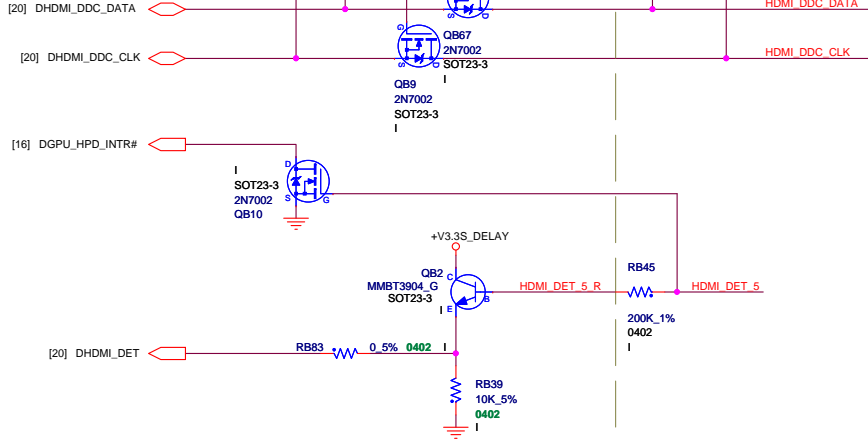 [20] DHDMI_DDC_DATA
HDMI_DDC_DATA
S
D
G
QB67
2N7002
SOT23-3
I
[20] DHDMI_DDC_CLK
HDMI_DDC_CLK
S
D
QB9
2N7002
SOT23-3
I
[16] DGPU_HPD_INTR#
D
I
SOT23-3
2N7002
QB10
S
G
+V3.3S_DELAY
QB2
C
MMBT3904_G
SOT23-3
I
E
B
HDMI_DET_5_R
RB45
HDMI_DET_5
200K_1%
0402
I
[20] DHDMI_DET
RB83
0_5% 0402 I
RB39
10K_5%
0402
I